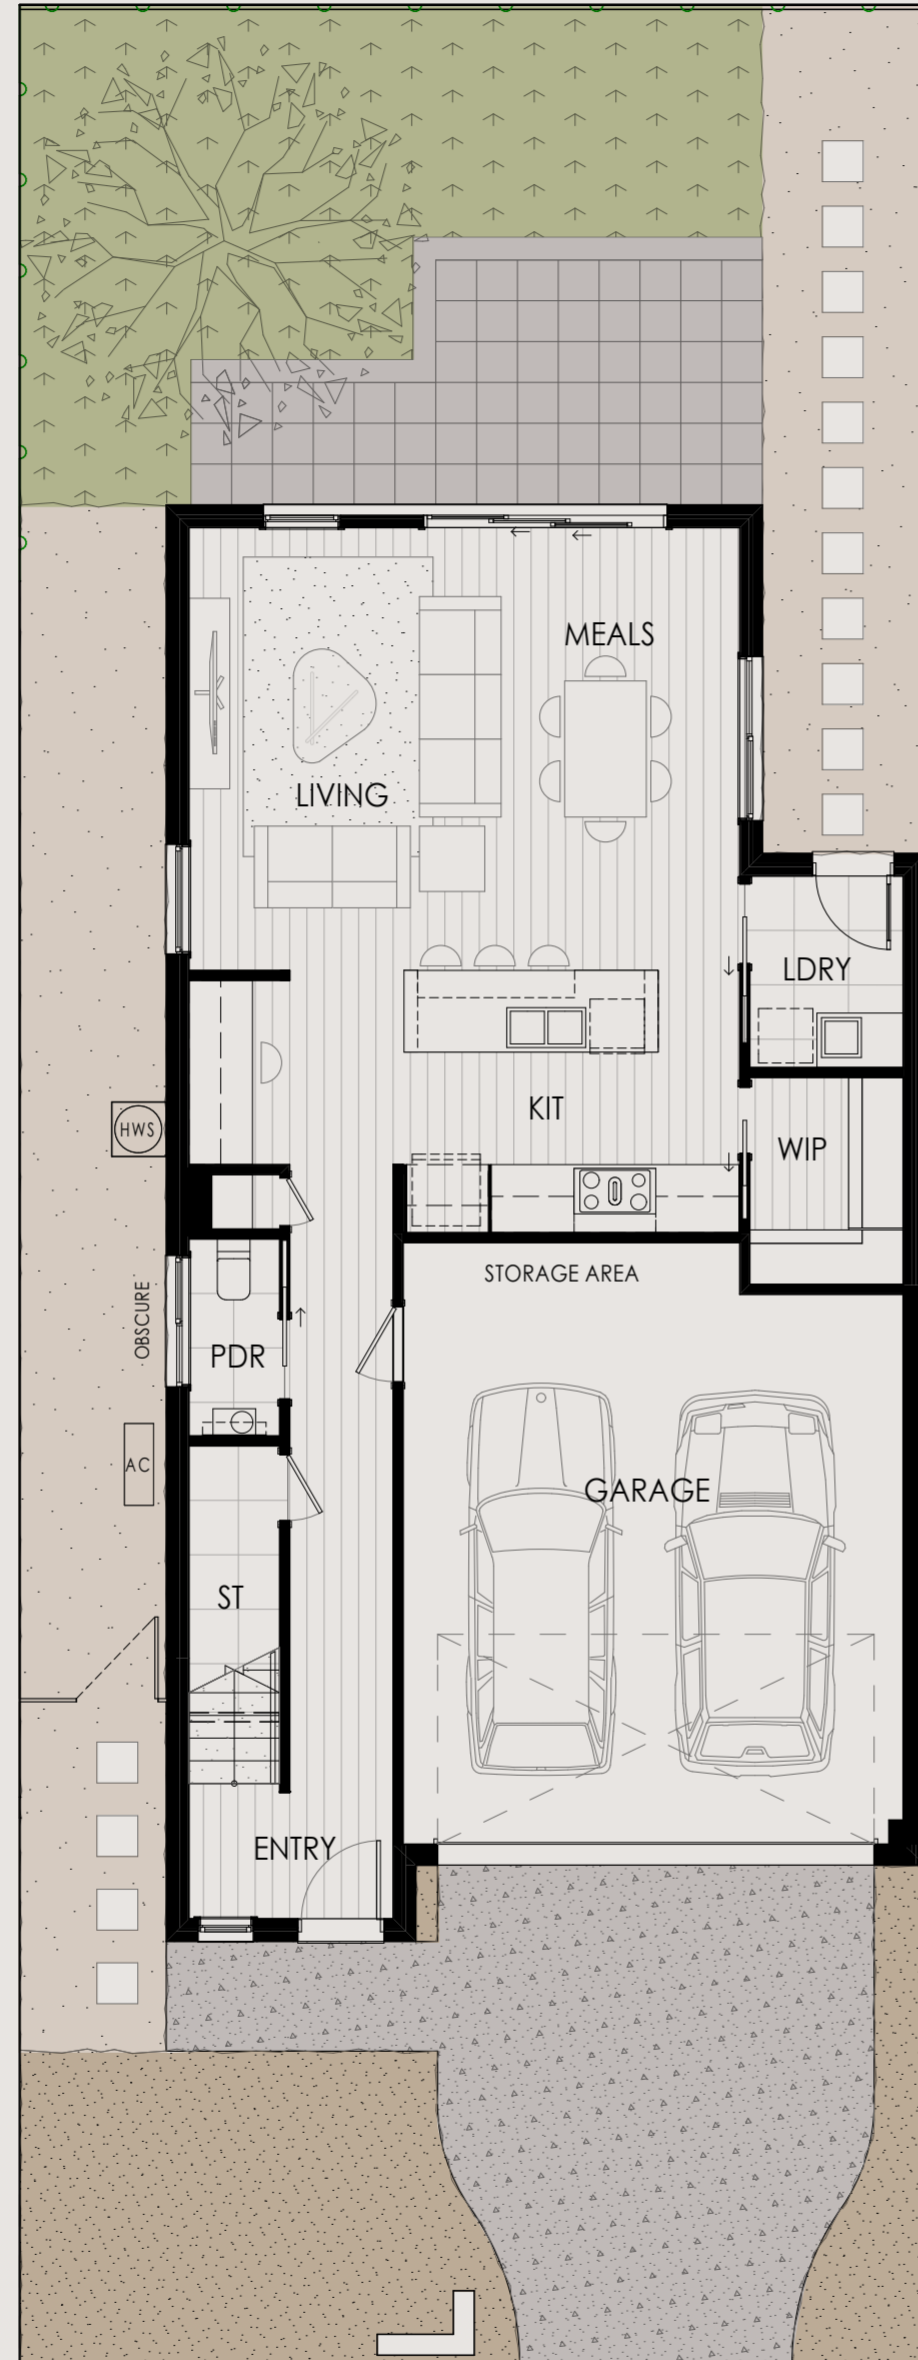 MEALS
LIVING
LDRY
KIT
HWS
WIP
STORAGE AREA
OBSCURE
PDR
AC
GARAGE
ST
ENTRY